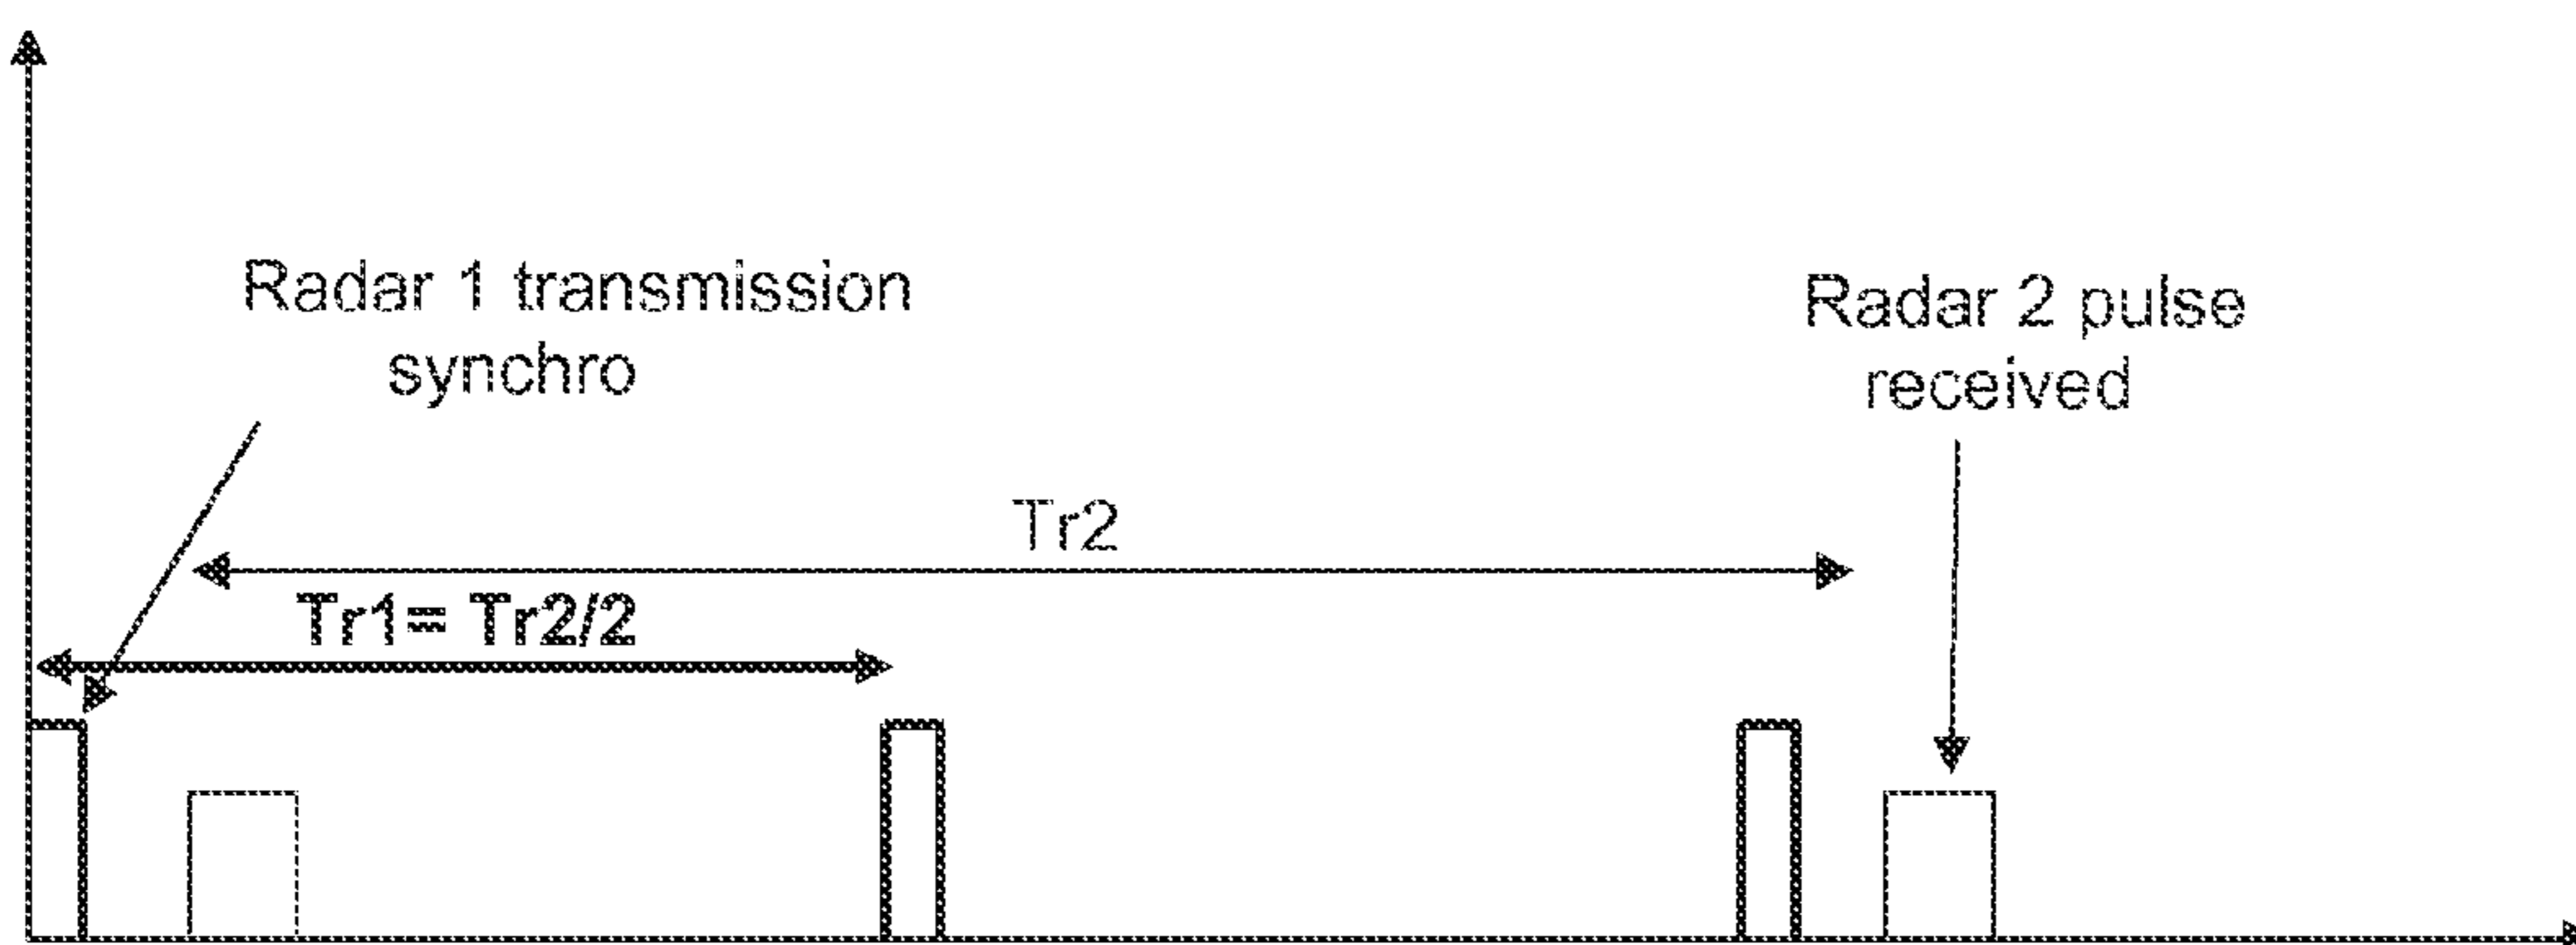 Radar 1 transmission
synchro
Radar 2 pulse
received
Tr2
Tr1= Tr2/2